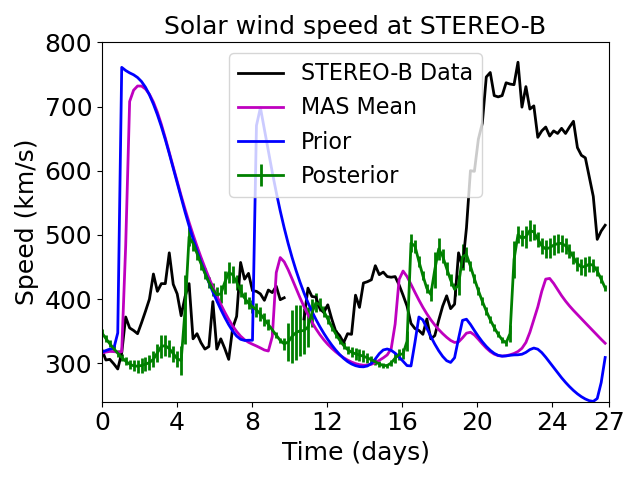 Solar wind speed at STEREO-B
800
700
600
500
400
300
Speed (km/s)
STEREO-B Data
MAS Mean
Prior
Posterior
0 4 8 12 16 20 24 27
Time (days)